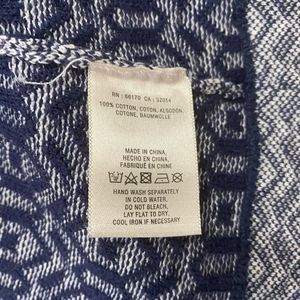 RN : 66170 CA : 32054
100% COTTON, COTON, ALGODON,
COTONE, BAUMWOLLE
MADE IN CHINA,
HECHO EN CHINA,
FABRIQUÉ EN CHINE
HAND WASH SEPARATELY
IN COLD WATER,
DO NOT BLEACH.
LAY FLAT TO DRY.
COOL IRON IF NECESSARY